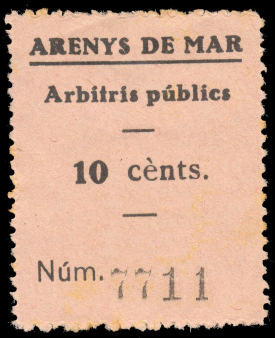 ARENYS DE MAR
Arbitris públics
10 cènts.
Núm. 7711